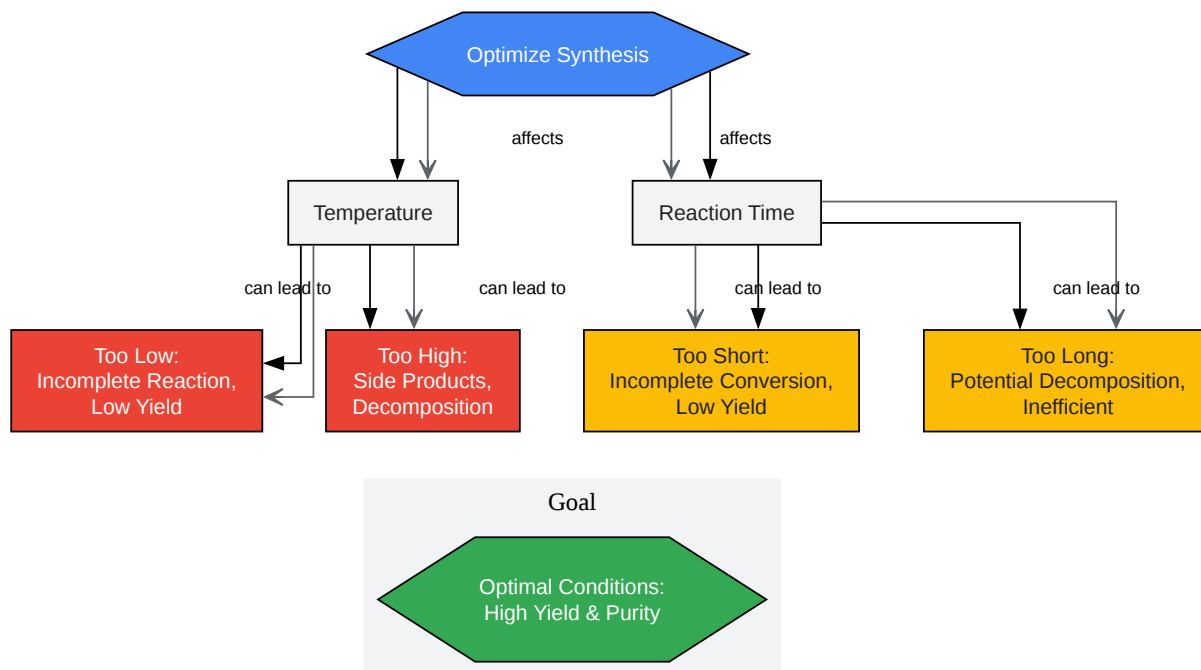 Optimize Synthesis
affects
affects
Temperature
Reaction Time
can lead to
can lead to
can lead to
can lead to
Too Low:
Incomplete Reaction,
Low Yield
Too High:
Side Products,
Decomposition
Too Short:
Incomplete Conversion,
Low Yield
Too Long:
Potential Decomposition,
Inefficient
Goal
Optimal Conditions:
High Yield & Purity